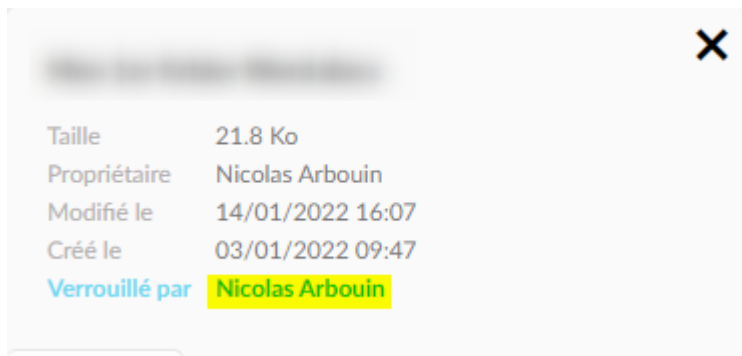 Taille 21.8 Ko
Propriétaire Nicolas Arbouin
Modifié le 14/01/2022 16:07
Créé le 03/01/2022 09:47
Verrouillé par Nicolas Arbouin